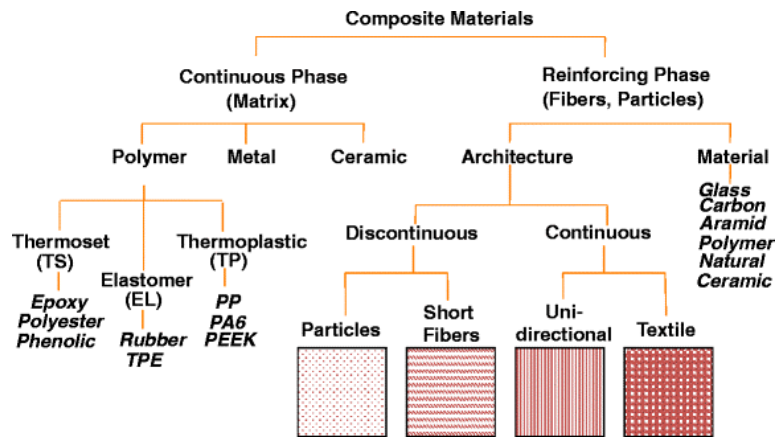 Composite Materials
Continuous Phase
(Matrix)
Reinforcing Phase
(Fibers, Particles)
Polymer
Metal
Ceramic
Architecture
Material
Glass
Carbon
Aramid
Polymer
Natural
Ceramic
Thermoset
(TS)
Elastomer
(EL)
Thermoplastic
(TP)
Discontinuous
Continuous
Epoxy
Polyester
Phenolic
Rubber
TPE
PP
PA6
PEEK
Particles
Short
Fibers
Uni-
directional
Textile